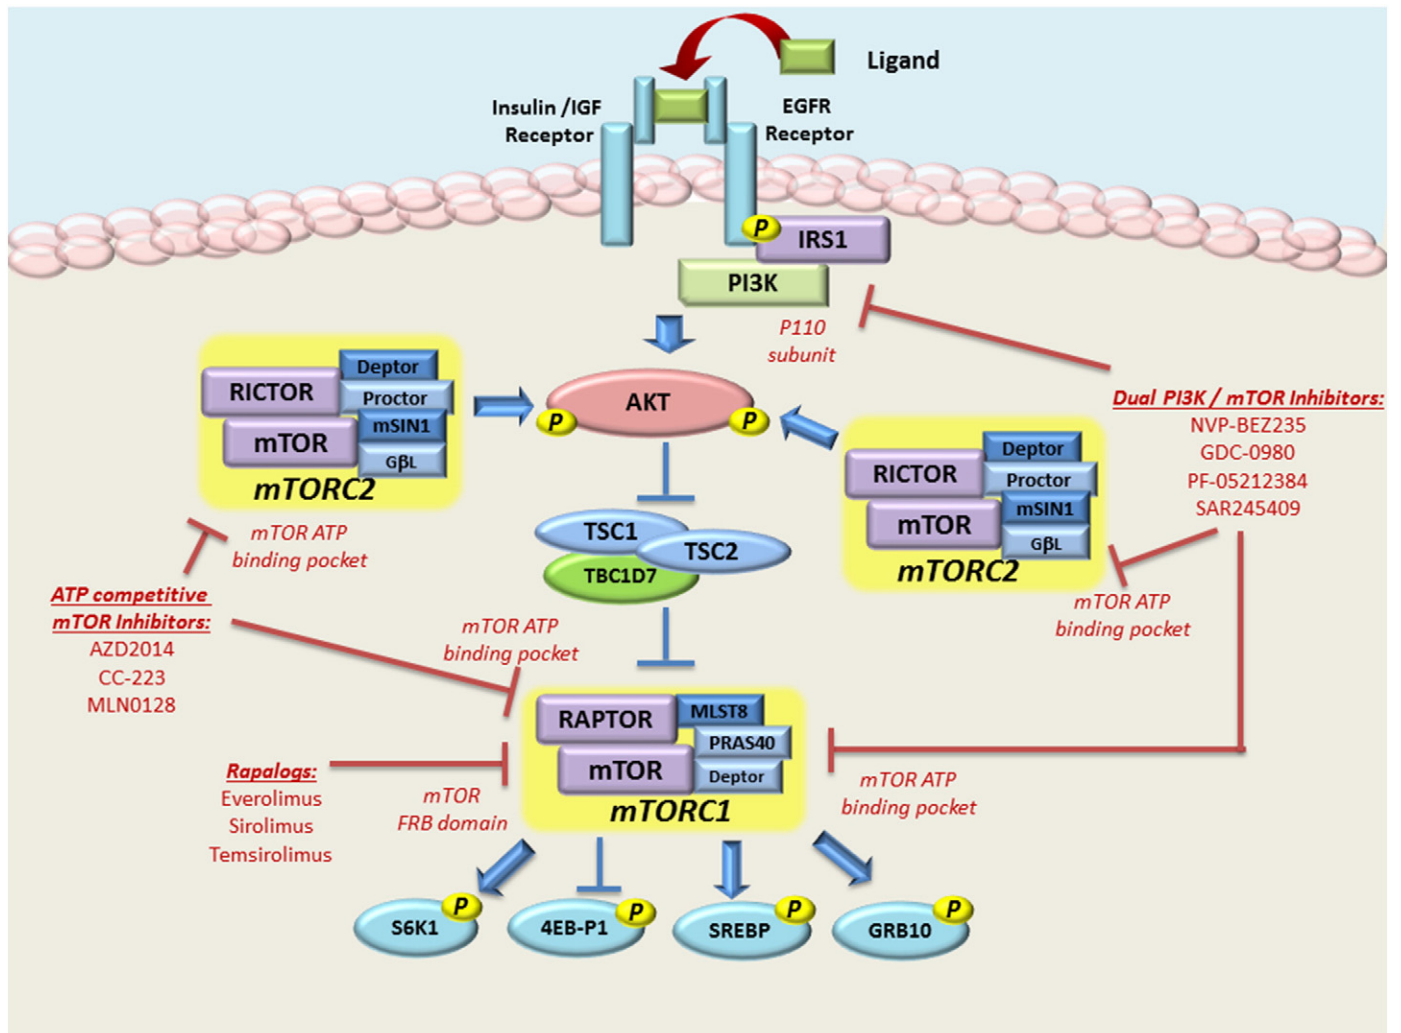 Ligand
Insulin /IGF
Receptor
EGFR
Receptor
P
IRS1
PI3K
P110
subunit
Deptor
RICTOR
Proctor
mSIN1
mTOR
GβL
mTORC2
AKT
P
P
Dual PI3K / mTOR Inhibitors:
NVP-BEZ235
GDC-0980
PF-05212384
SAR245409
Deptor
RICTOR
Proctor
mSIN1
mTOR
GβL
mTORC2
mTOR ATP
binding pocket
TSC1
TSC2
TBC1D7
mTOR ATP
binding pocket
ATP competitive
mTOR Inhibitors:
AZD2014
CC-223
MLN0128
mTOR ATP
binding pocket
RAPTOR
MLST8
PRAS40
mTOR
Deptor
mTORC1
Rapalogs:
Everolimus
Sirolimus
Temsirolimus
mTOR
FRB domain
mTOR ATP
binding pocket
S6K1
P
4EB-P1
P
SREBP
P
GRB10
P